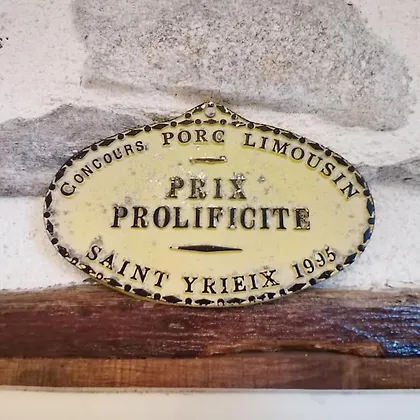 CONCOURS PORC LIMOUSIN
PRIX
PROLIFICITE
SAINT YRIEIX 1995